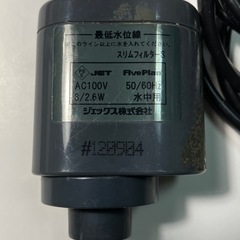 最低水位線
このライン以上に水を入れてください
スリムフィルターS
JET FivePlan
AC100V 50/60Hz
3/2.6W 水中用
ジェックス株式会社
#120904